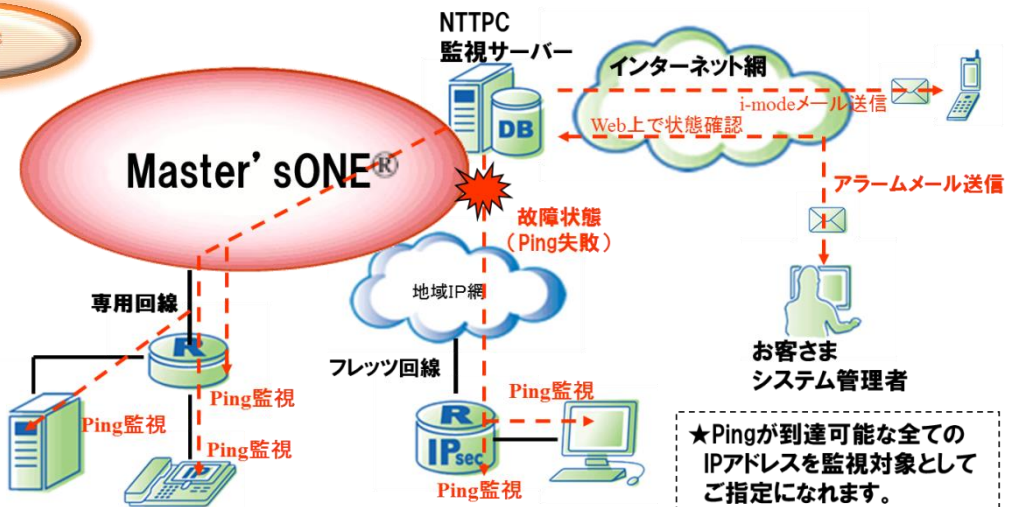 NTTPC
監視サーバー
インターネット網
DB
i-modeメール送信
Web上で状態確認
Master’sONE®
アラームメール送信
故障状態
（Ping失敗）
地域IP網
専用回線
R
フレッツ回線
お客さま
システム管理者
Ping監視
Ping監視
R
IPsec
Ping監視
Ping監視
IP
Ping監視
★Pingが到達可能な全ての
IPアドレスを監視対象として
ご指定になれます。